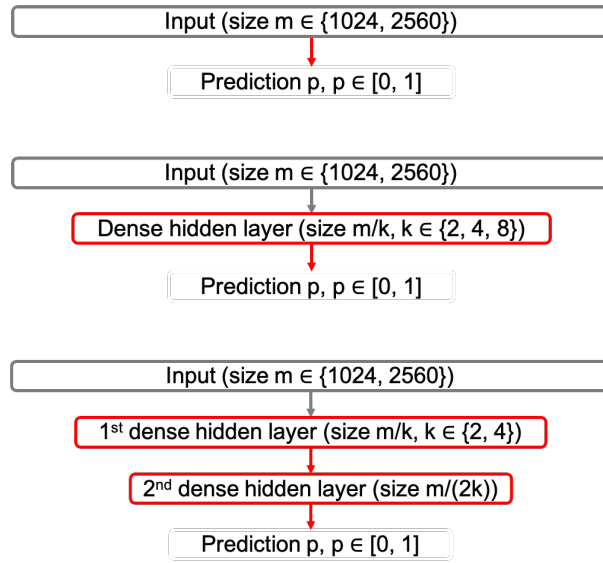 Input (size m ∈ {1024, 2560})
Prediction p, p ∈ [0, 1]
Input (size m ∈ {1024, 2560})
Dense hidden layer (size m/k, k ∈ {2, 4, 8})
Prediction p, p ∈ [0, 1]
Input (size m ∈ {1024, 2560})
1st dense hidden layer (size m/k, k ∈ {2, 4})
2nd dense hidden layer (size m/(2k))
Prediction p, p ∈ [0, 1]